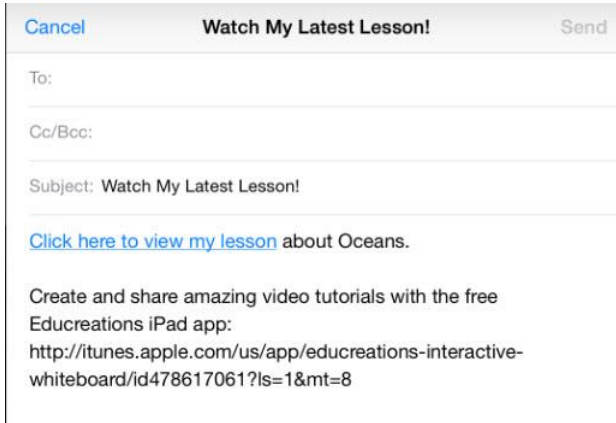 Cancel Watch My Latest Lesson! Send
To:
Cc/Bcc:
Subject: Watch My Latest Lesson!
Click here to view my lesson about Oceans.
Create and share amazing video tutorials with the free
Educreations iPad app:
http://itunes.apple.com/us/app/educreations-interactive-
whiteboard/id478617061?ls=1&mt=8